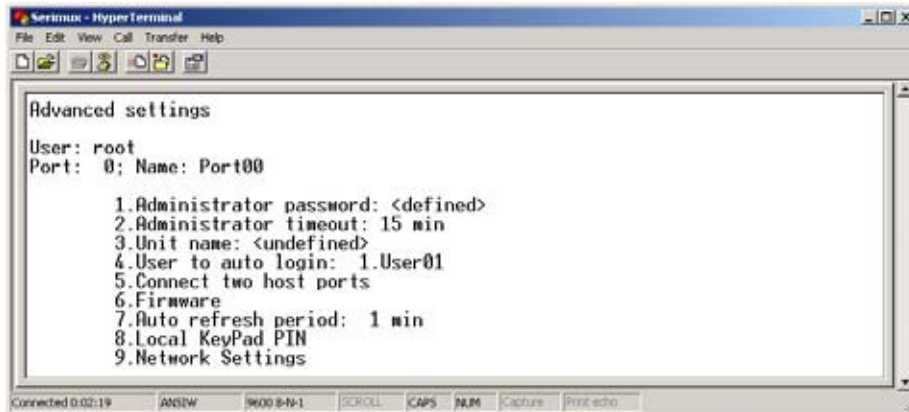 Serimux - HyperTerminal
File Edit View Call Transfer Help
Advanced settings
User: root
Port: 0; Name: Port00
1.Administrator password: <defined>
2.Administrator timeout: 15 min
3.Unit name: <undefined>
4.User to auto login: 1.User01
5.Connect two host ports
6.Firmware
7.Auto refresh period: 1 min
8.Local KeyPad PIN
9.Network Settings
Connected 0:02:19 ANSIW 9600 8-N-1 SCROLL CAPS NUM Capture Print echo